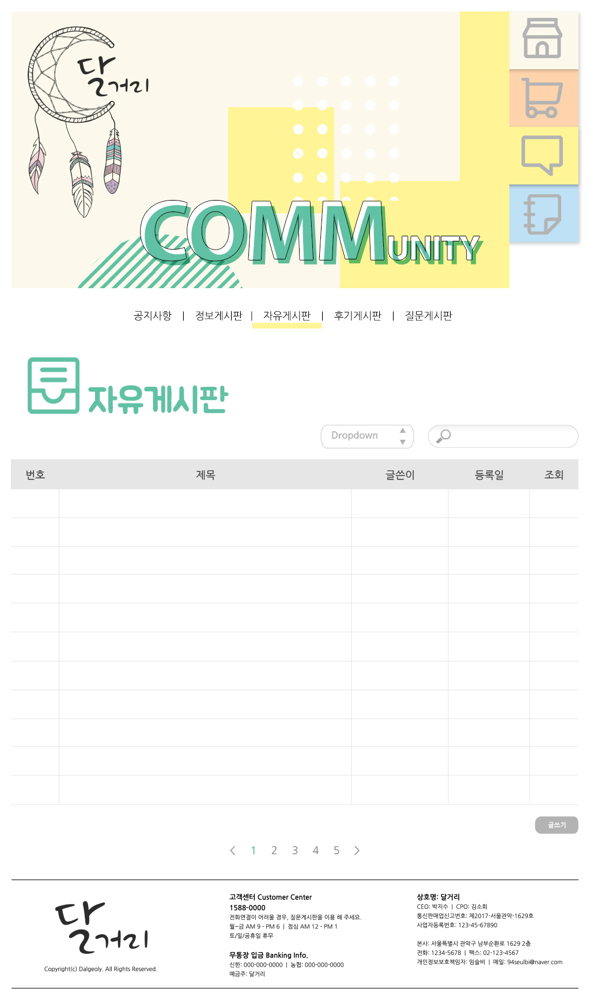 달거리
COMMUNITY
공지사항 | 정보게시판 | 자유게시판 | 후기게시판 | 질문게시판
자유게시판
Dropdown
번호 제목 글쓴이 등록일 조회
글쓰기
< 1 2 3 4 5 >
달거리
Copyright(c) Dalgeoly. All Rights Reserved.
고객센터 Customer Center
1588-0000
전화연결이 어려울 경우, 질문게시판을 이용 해 주세요.
월~금 AM 9 - PM 6 | 점심 AM 12 - PM 1
토/일/공휴일 휴무
무통장 입금 Banking Info.
신한: 000-000-0000 | 농협: 000-000-0000
예금주: 달거리
상호명: 달거리
CEO: 박지수 | CPO: 김소희
통신판매업신고번호: 제2017-서울관악-1629호
사업자등록번호: 123-45-67890
본사: 서울특별시 관악구 남부순환로 1629 2층
전화: 1234-5678 | 팩스: 02-123-4567
개인정보보호책임자: 임슬비 | 메일: 94seulbi@naver.com